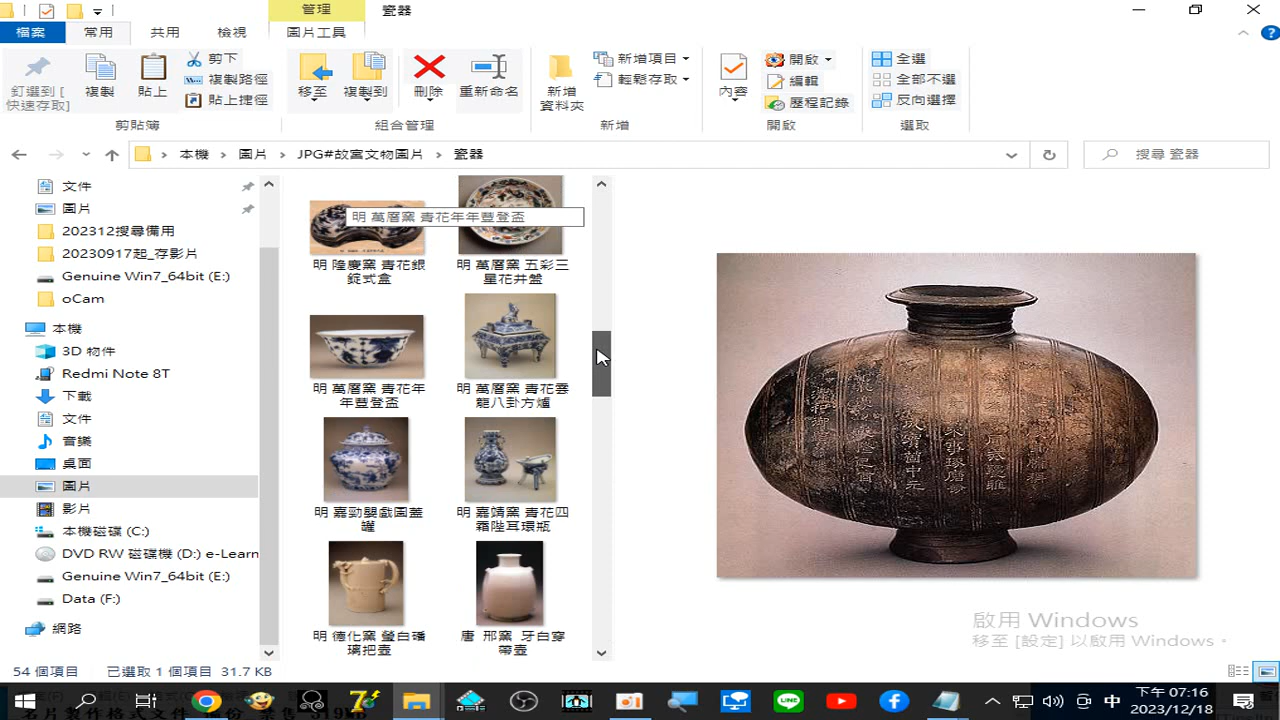 管理
瓷器
檔案
常用
共用
檢視
圖片工具
釘選到 [
快速存取]
複製
貼上
剪下
複製路徑
貼上捷徑
剪貼簿
移至
複製到
刪除
重新命名
組合管理
新增
資料夾
新增項目
輕鬆存取
新增
內容
開啟
編輯
歷程記錄
開啟
全選
全部不選
反向選擇
選取
本機 › 圖片 › JPG#故宮文物圖片 › 瓷器
搜尋 瓷器
文件
圖片
202312搜尋備用
20230917起_存影片
Genuine Win7_64bit (E:)
oCam
本機
3D 物件
Redmi Note 8T
下載
文件
音樂
桌面
圖片
影片
本機磁碟 (C:)
DVD RW 磁碟機 (D:) e-Learn
Genuine Win7_64bit (E:)
Data (F:)
網路
明 萬曆窯 青花年年豐登盃
明 隆慶窯 青花銀
錠式盒
明 萬曆窯 五彩三
星花井盤
明 萬曆窯 青花年
年豐登盃
明 萬曆窯 青花雲
龍八卦方爐
明 嘉勁嬰戲圖蓋
罐
明 嘉靖窯 青花四
霜陛耳環瓶
明 德化窯 瑩白璠
璃把壺
唐 邢窯 牙白穿
帶壺
啟用 Windows
移至 [設定] 以啟用 Windows。
54 個項目
已選取 1 個項目 31.7 KB
中
下午 07:16
2023/12/18